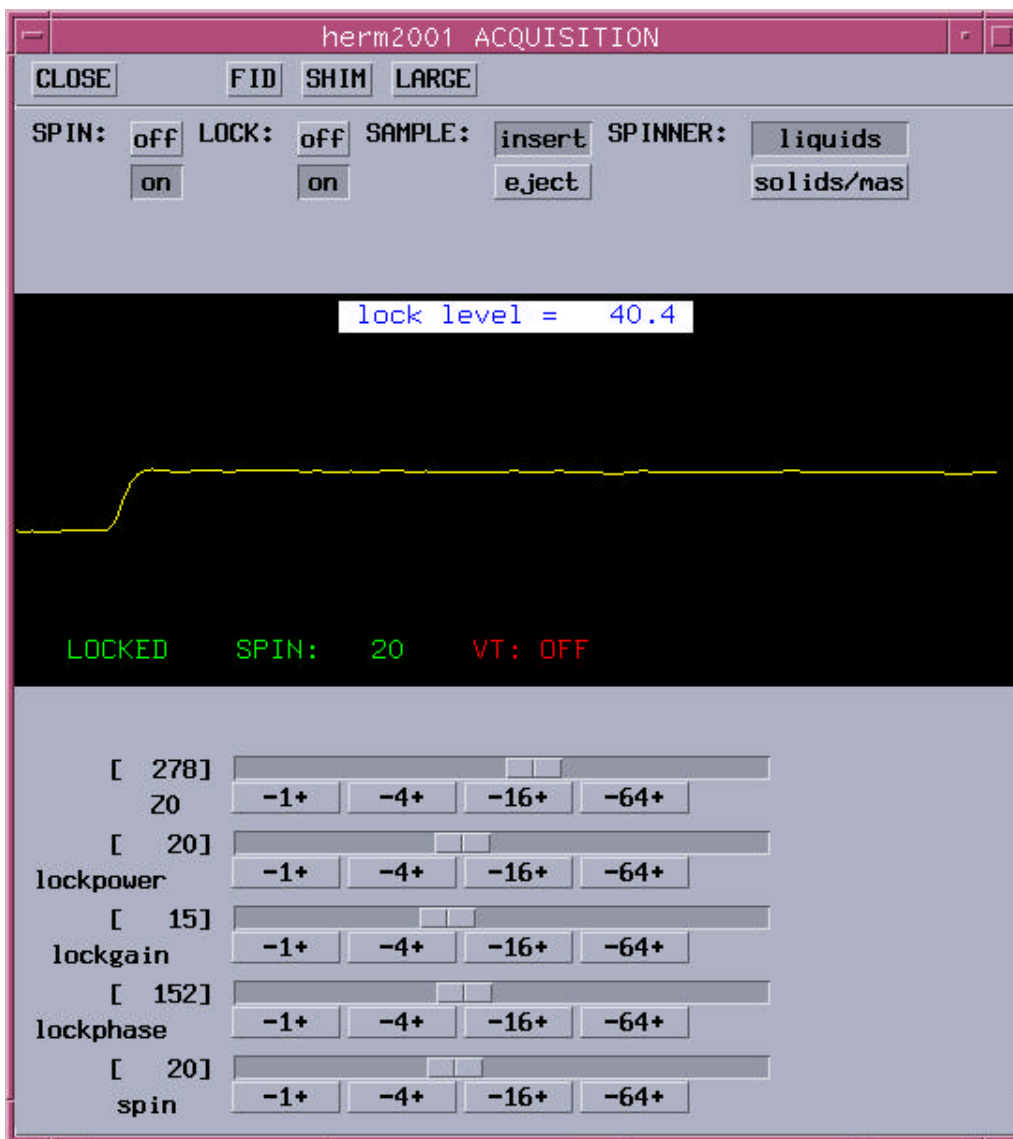 herm2001 ACQUISITION
CLOSE FID SHIM LARGE
SPIN: off LOCK: off SAMPLE: insert SPINNER: liquids
on on eject solids/mas
lock level = 40.4
LOCKED SPIN: 20 VT: OFF
[ 278]
Z0 -1+ -4+ -16+ -64+
[ 20]
lockpower -1+ -4+ -16+ -64+
[ 15]
lockgain -1+ -4+ -16+ -64+
[ 152]
lockphase -1+ -4+ -16+ -64+
[ 20]
spin -1+ -4+ -16+ -64+